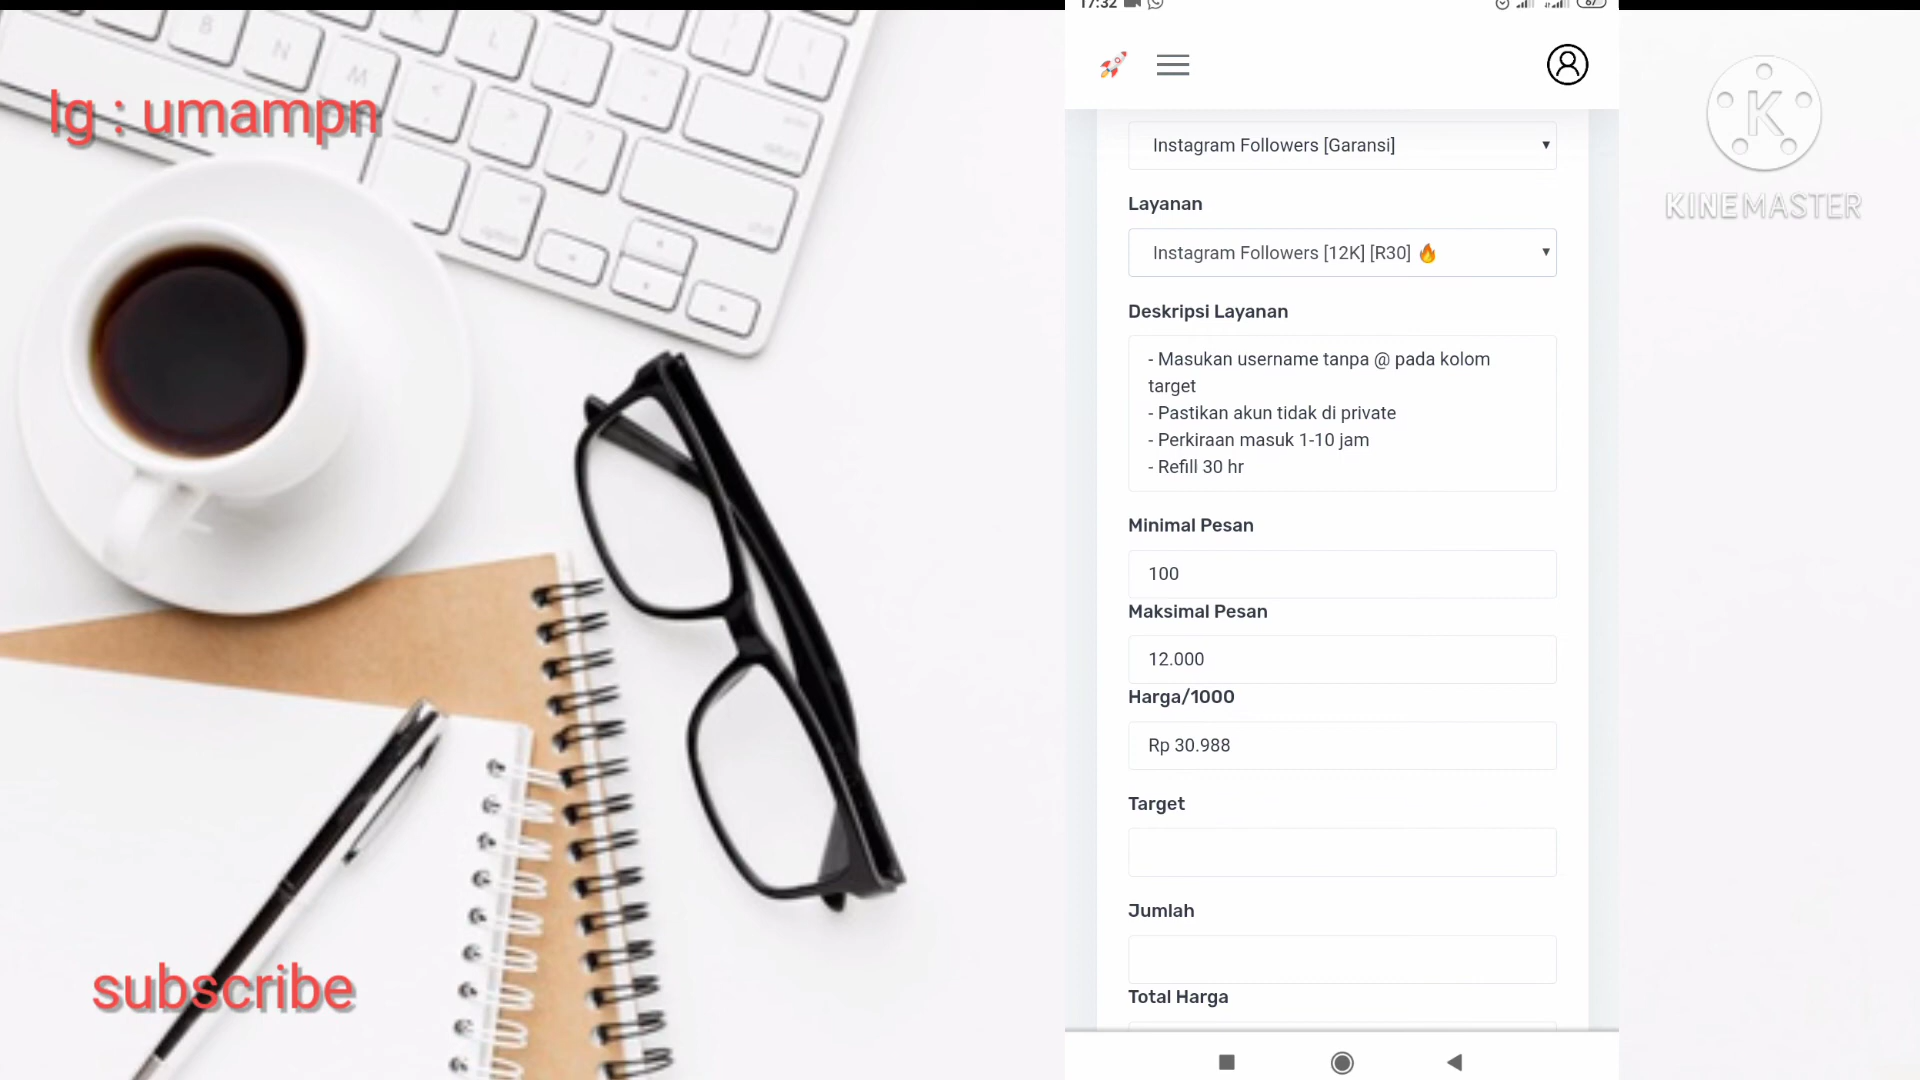 Ig : umampn
subscribe
17:32
67
Instagram Followers [Garansi]
Layanan
Instagram Followers [12K] [R30] 🔥
Deskripsi Layanan
- Masukan username tanpa @ pada kolom
target
- Pastikan akun tidak di private
- Perkiraan masuk 1-10 jam
- Refill 30 hr
Minimal Pesan
100
Maksimal Pesan
12.000
Harga/1000
Rp 30.988
Target
Jumlah
Total Harga
K
KINEMASTER